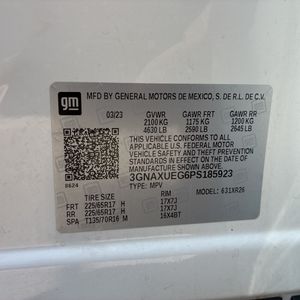 gm
MFD BY GENERAL MOTORS DE MEXICO, S. DE R.L. DE C.V.
03/23 GVWR GAWR FRT GAWR RR
2100 KG 1175 KG 1200 KG
4630 LB 2590 LB 2645 LB
THIS VEHICLE CONFORMS TO ALL
APPLICABLE U.S. FEDERAL MOTOR
VEHICLE SAFETY AND THEFT PREVENTION
STANDARDS IN EFFECT ON THE DATE OF
MANUFACTURE SHOWN ABOVE.
3GNAXUEG6PS185923
8624 TYPE: MPV MODEL: 631XR26
TIRE SIZE RIM
FRT 225/65R17 H 17X7J
RR 225/65R17 H 17X7J
SPA T135/70R16 M 16X4BT